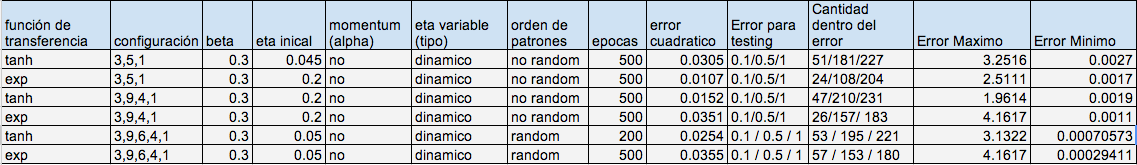 función de transferencia configuración beta eta inical momentum (alpha) eta variable (tipo) orden de patrones epocas error cuadratico Error para testing Cantidad dentro del error Error Maximo Error Minimo
tanh 3,5,1 0.3 0.045 no dinamico no random 500 0.0305 0.1/0.5/1 51/181/227 3.2516 0.0027
exp 3,5,1 0.3 0.2 no dinamico no random 500 0.0107 0.1/0.5/1 24/108/204 2.5111 0.0017
tanh 3,9,4,1 0.3 0.2 no dinamico no random 500 0.0152 0.1/0.5/1 47/210/231 1.9614 0.0019
exp 3,9,4,1 0.3 0.2 no dinamico no random 500 0.0351 0.1/0.5/1 26/157/ 183 4.1617 0.0011
tanh 3,9,6,4,1 0.3 0.05 no dinamico random 200 0.0254 0.1 / 0.5 / 1 53 / 195 / 221 3.1322 0.00070573
exp 3,9,6,4,1 0.3 0.05 no dinamico random 500 0.0355 0.1 / 0.5 / 1 57 / 153 / 180 4.1617 0.00029411